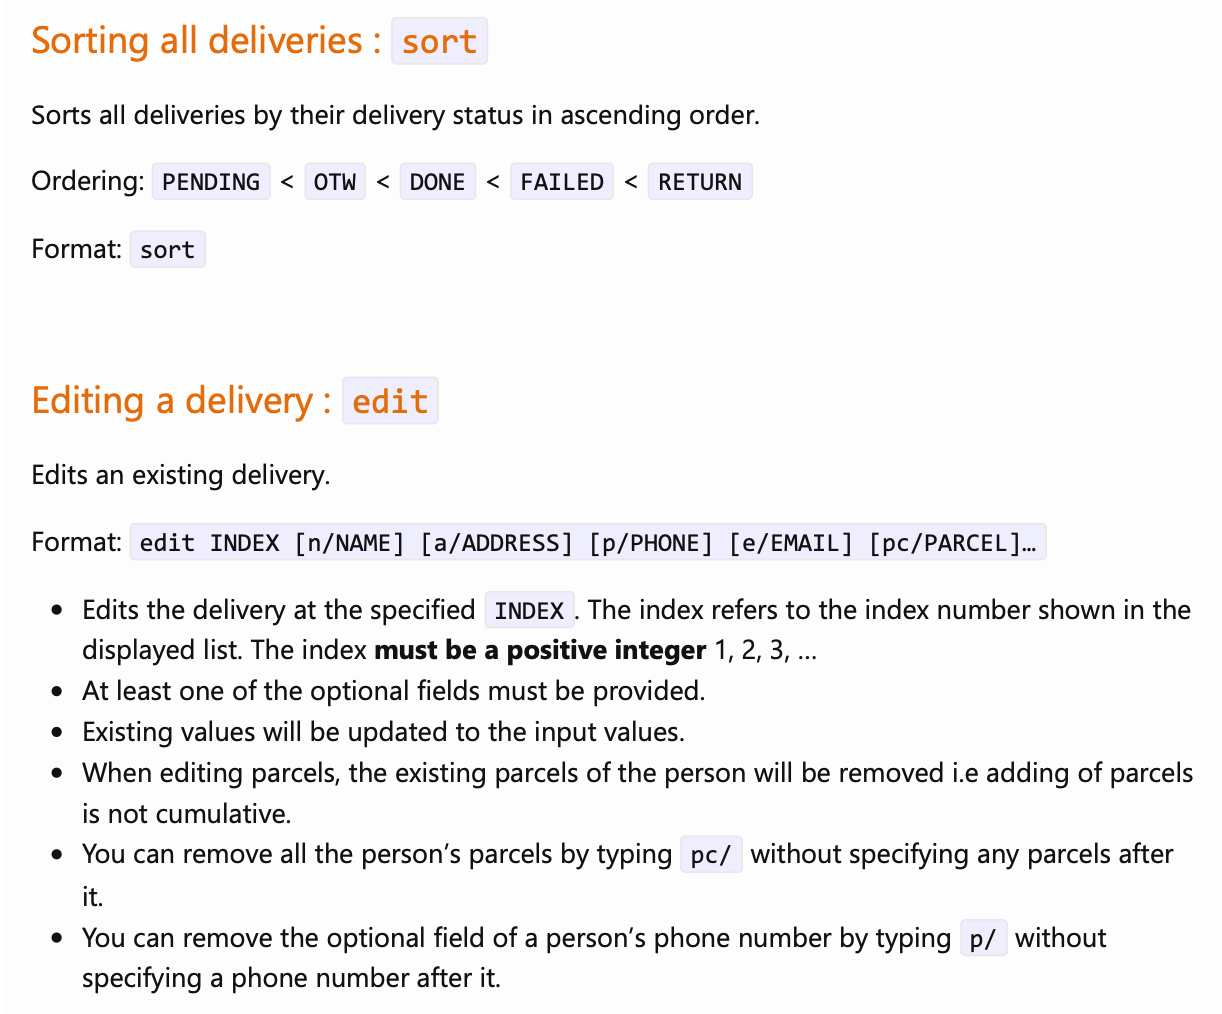 Sorting all deliveries : sort
Sorts all deliveries by their delivery status in ascending order.
Ordering: PENDING < OTW < DONE < FAILED < RETURN
Format: sort
Editing a delivery : edit
Edits an existing delivery.
Format: edit INDEX [n/NAME] [a/ADDRESS] [p/PHONE] [e/EMAIL] [pc/PARCEL]…
• Edits the delivery at the specified INDEX. The index refers to the index number shown in the
displayed list. The index must be a positive integer 1, 2, 3, …
• At least one of the optional fields must be provided.
• Existing values will be updated to the input values.
• When editing parcels, the existing parcels of the person will be removed i.e adding of parcels
is not cumulative.
• You can remove all the person’s parcels by typing pc/ without specifying any parcels after
it.
• You can remove the optional field of a person’s phone number by typing p/ without
specifying a phone number after it.